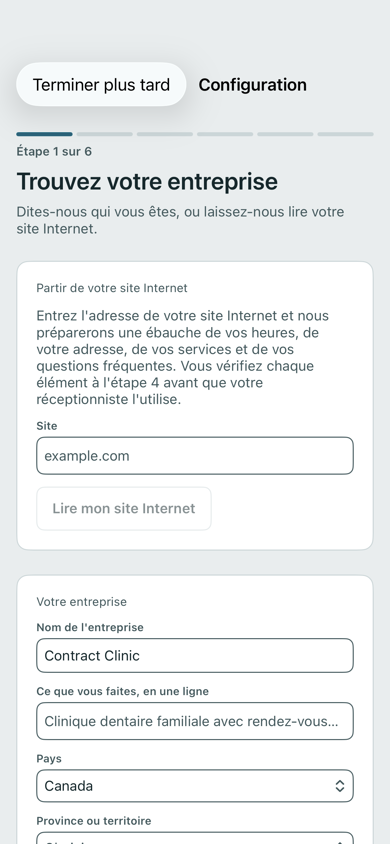 Terminer plus tard
Configuration
Étape 1 sur 6
Trouvez votre entreprise
Dites-nous qui vous êtes, ou laissez-nous lire votre
site Internet.
Partir de votre site Internet
Entrez l'adresse de votre site Internet et nous
préparerons une ébauche de vos heures, de
votre adresse, de vos services et de vos
questions fréquentes. Vous vérifiez chaque
élément à l'étape 4 avant que votre
réceptionniste l'utilise.
Site
example.com
Lire mon site Internet
Votre entreprise
Nom de l'entreprise
Contract Clinic
Ce que vous faites, en une ligne
Clinique dentaire familiale avec rendez-vous...
Pays
Canada
Province ou territoire